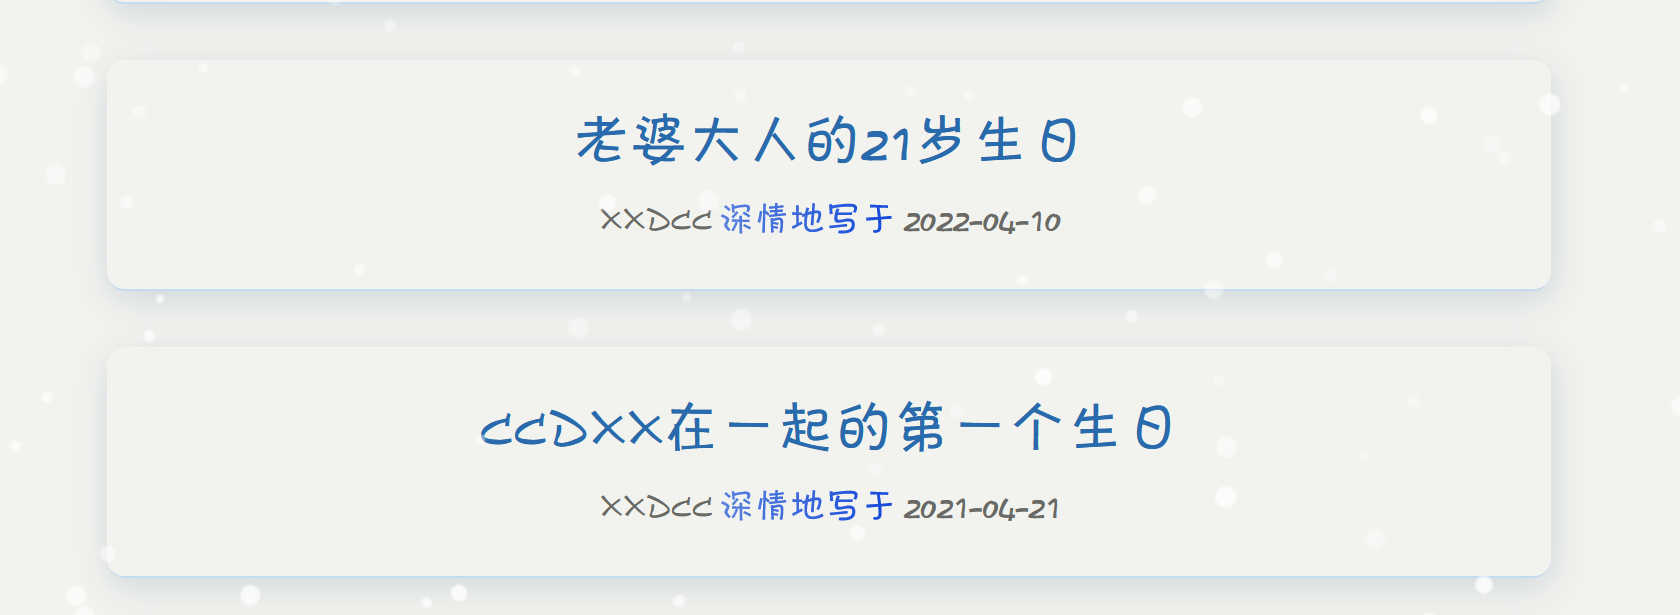 老婆大人的21岁生日
XXDCC 深情地写于 2022-04-10
CCDXX在一起的第一个生日
XXDCC 深情地写于 2021-04-21